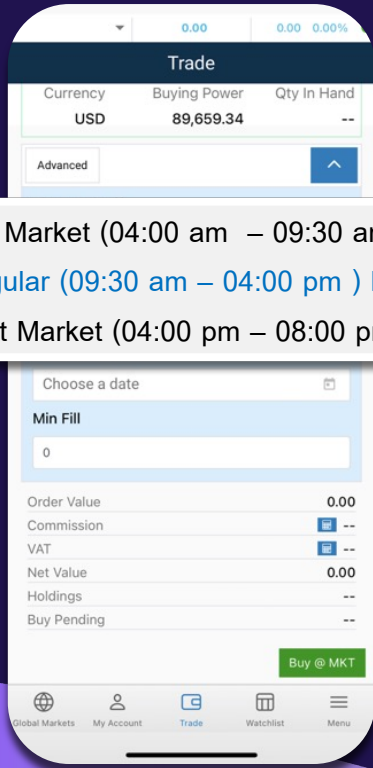 0.00 0.00 0.00%
Trade
Currency Buying Power Qty In Hand
USD 89,659.34 --
Advanced
Market (04:00 am – 09:30 am
gular (09:30 am – 04:00 pm )
t Market (04:00 pm – 08:00 pm
Choose a date
Min Fill
0
Order Value 0.00
Commission --
VAT --
Net Value 0.00
Holdings --
Buy Pending --
Buy @ MKT
Global Markets My Account Trade Watchlist Menu